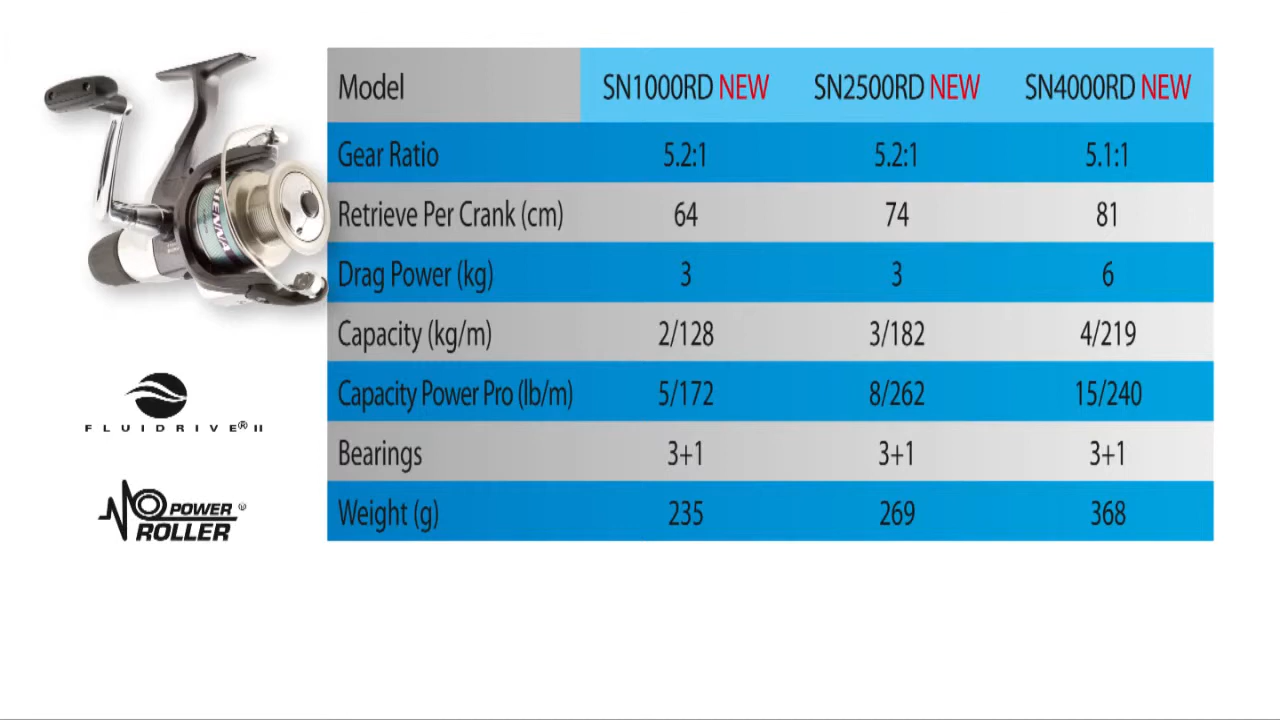 Model SN1000RD NEW SN2500RD NEW SN4000RD NEW
Gear Ratio 5.2:1 5.2:1 5.1:1
Retrieve Per Crank (cm) 64 74 81
Drag Power (kg) 3 3 6
Capacity (kg/m) 2/128 3/182 4/219
Capacity Power Pro (lb/m) 5/172 8/262 15/240
Bearings 3+1 3+1 3+1
Weight (g) 235 269 368
FLUIDRIVE® II
POWER ®
ROLLER